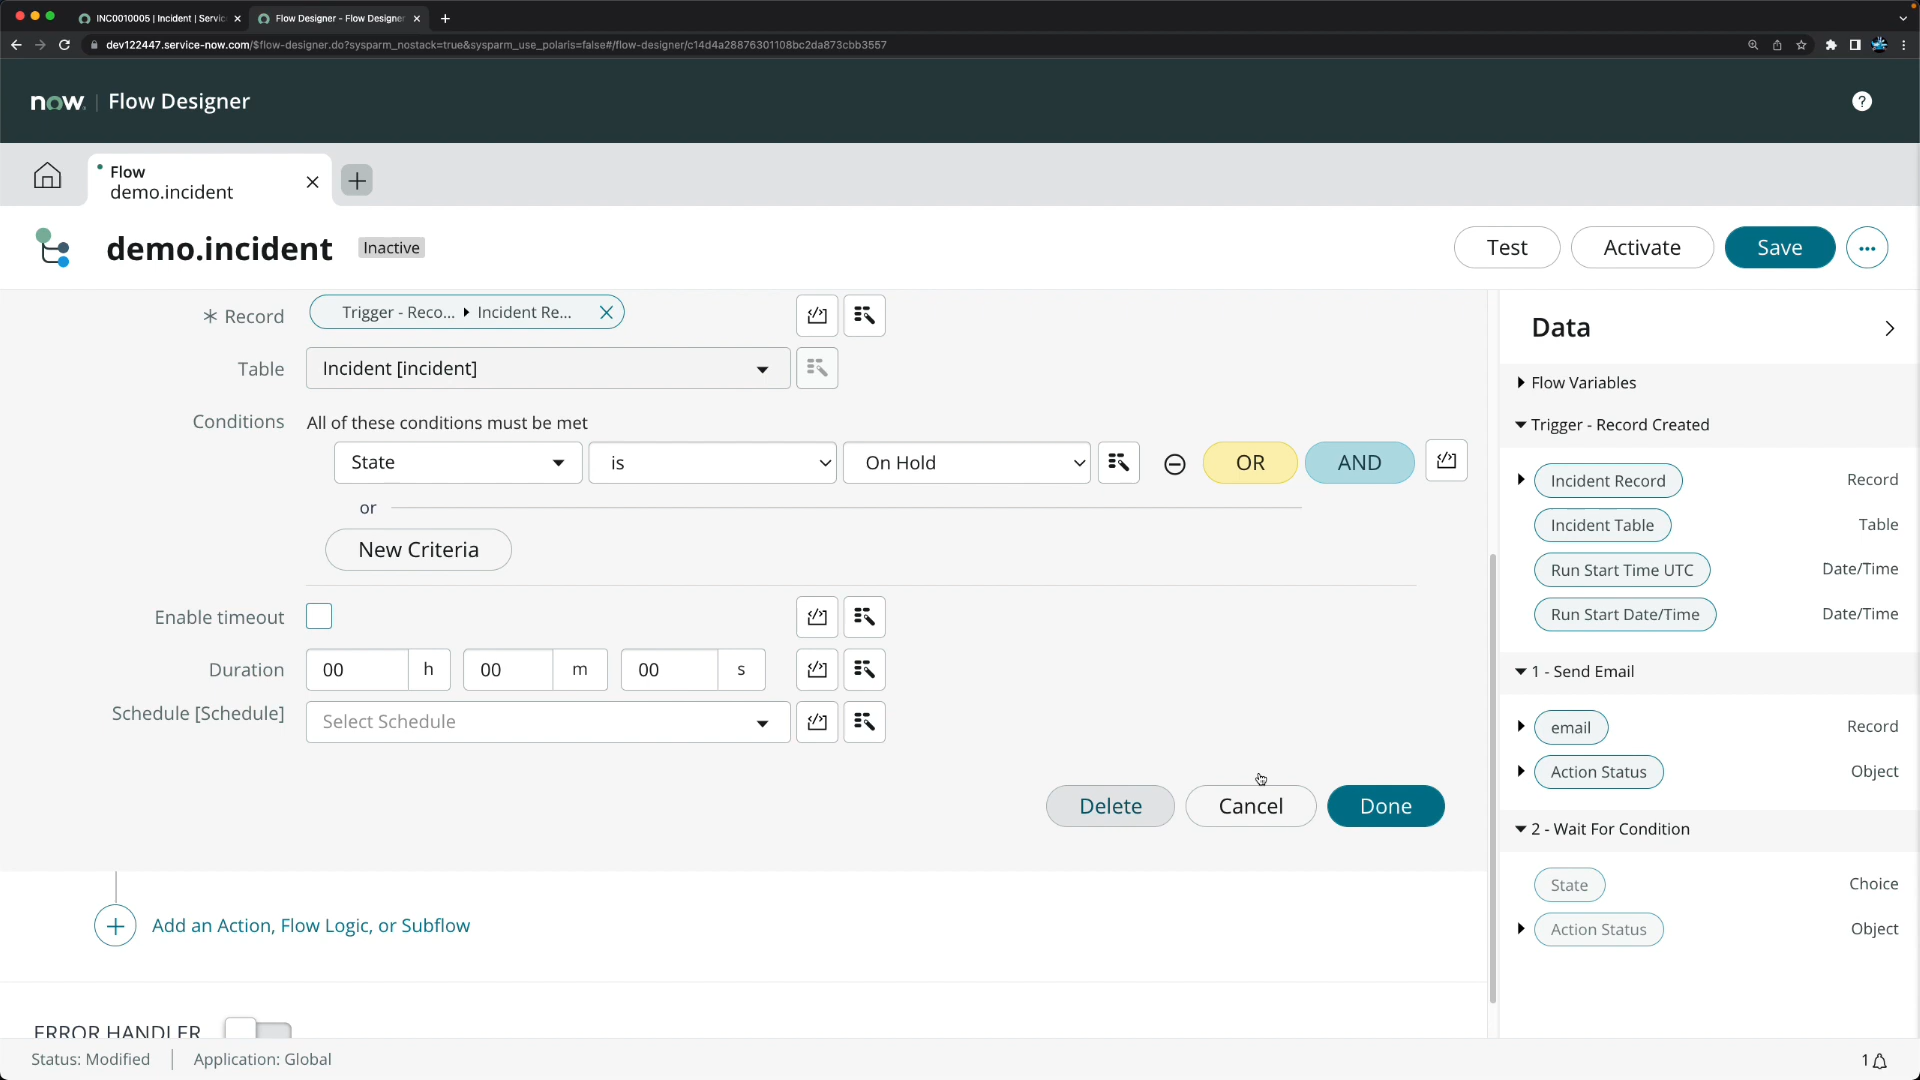 INC0010005 | Incident | Servic
Flow Designer - Flow Designer
dev122447.service-now.com/$flow-designer.do?sysparm_nostack=true&sysparm_use_polaris=false#/flow-designer/c14d4a28876301108bc2da873cbb3557
now. | Flow Designer
Flow
demo.incident
demo.incident
Inactive
Test
Activate
Save
* Record
Trigger - Reco... Incident Re...
Table
Incident [incident]
Conditions
All of these conditions must be met
State
is
On Hold
OR
AND
or
New Criteria
Enable timeout
Duration
00 h 00 m 00 s
Schedule [Schedule]
Select Schedule
Delete
Cancel
Done
Add an Action, Flow Logic, or Subflow
ERROR HANDLER
Data
Flow Variables
Trigger - Record Created
Incident Record Record
Incident Table Table
Run Start Time UTC Date/Time
Run Start Date/Time Date/Time
1 - Send Email
email Record
Action Status Object
2 - Wait For Condition
State Choice
Action Status Object
Status: Modified
Application: Global
1